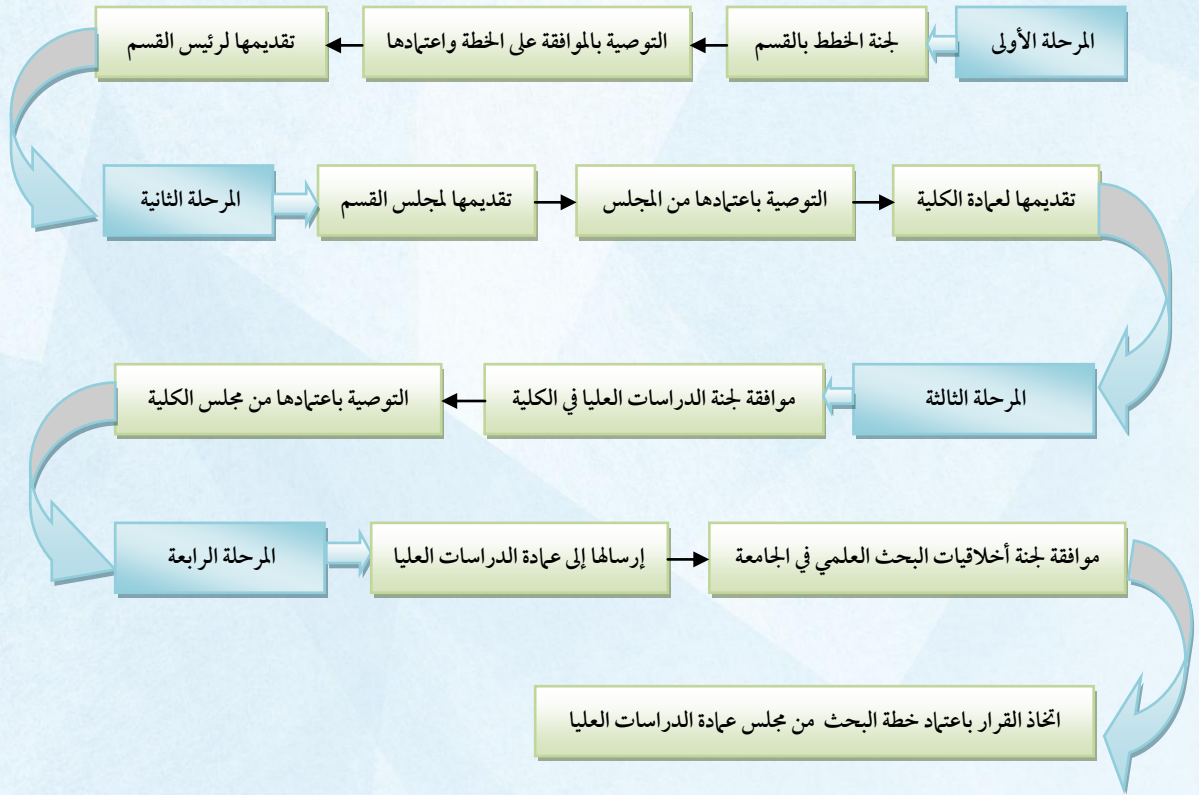 المرحلة الأولى
لجنة الخطط بالقسم
التوصية بالموافقة على الخطة واعتمادها
تقديمها لرئيس القسم
المرحلة الثانية
تقديمها لمجلس القسم
التوصية باعتمادها من المجلس
تقديمها لعمادة الكلية
المرحلة الثالثة
موافقة لجنة الدراسات العليا في الكلية
التوصية باعتمادها من مجلس الكلية
المرحلة الرابعة
إرسالها إلى عمادة الدراسات العليا
موافقة لجنة أخلاقيات البحث العلمي في الجامعة
اتخاذ القرار باعتماد خطة البحث من مجلس عمادة الدراسات العليا